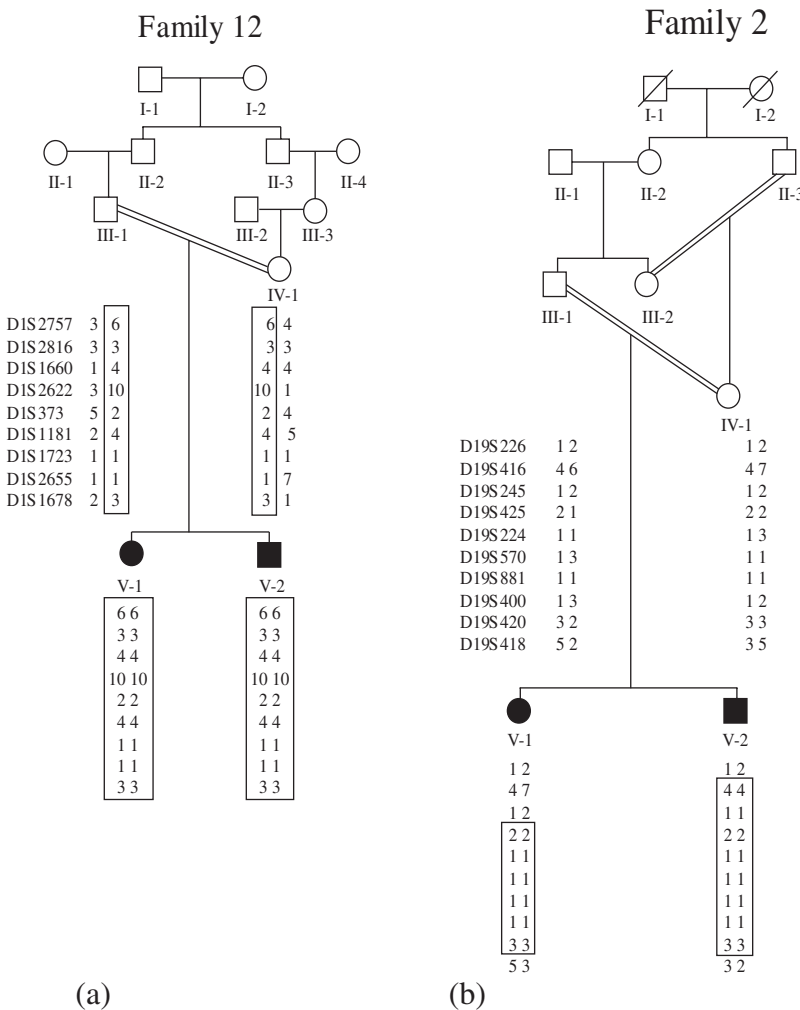 Family 12
I-1 I-2
II-1 II-2 II-3 II-4
III-1 III-2 III-3
IV-1
D1S2757 3 6 6 4
D1S2816 3 3 3 3
D1S1660 1 4 4 4
D1S2622 3 10 10 1
D1S373 5 2 2 4
D1S1181 2 4 4 5
D1S1723 1 1 1 1
D1S2655 1 1 1 7
D1S1678 2 3 3 1
V-1 V-2
6 6 6 6
3 3 3 3
4 4 4 4
10 10 10 10
2 2 2 2
4 4 4 4
1 1 1 1
1 1 1 1
3 3 3 3
(a)
Family 2
I-1 I-2
II-1 II-2 II-3
III-1 III-2
IV-1
D19S226 1 2 1 2
D19S416 4 6 4 7
D19S245 1 2 1 2
D19S425 2 1 2 2
D19S224 1 1 1 3
D19S570 1 3 1 1
D19S881 1 1 1 1
D19S400 1 3 1 2
D19S420 3 2 3 3
D19S418 5 2 3 5
V-1 V-2
1 2 1 2
4 7 4 4
1 2 1 1
2 2 2 2
1 1 1 1
1 1 1 1
1 1 1 1
1 1 1 1
3 3 3 3
5 3 3 2
(b)